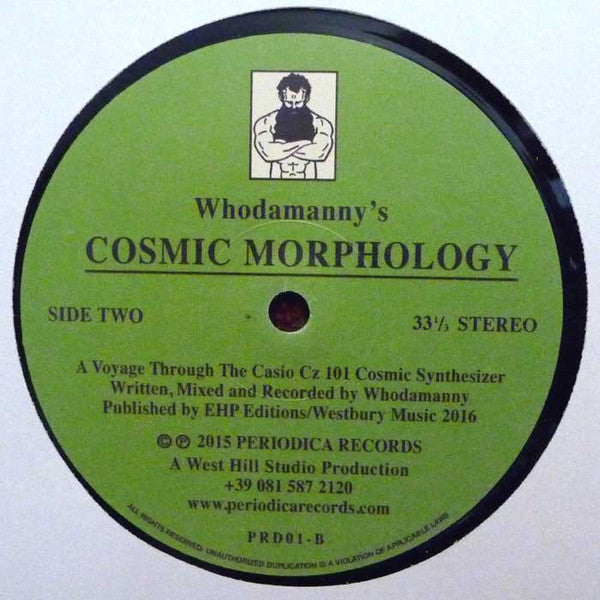 Whodamanny's
COSMIC MORPHOLOGY
SIDE TWO
33 1/3 STEREO
A Voyage Through The Casio Cz 101 Cosmic Synthesizer
Written, Mixed and Recorded by Whodamanny
Published by EHP Editions/Westbury Music 2016
© ℗ 2015 PERIODICA RECORDS
A West Hill Studio Production
+39 081 587 2120
www.periodicarecords.com
PRD01-B
ALL RIGHTS RESERVED. UNAUTHORIZED DUPLICATION IS A VIOLATION OF APPLICABLE LAWS